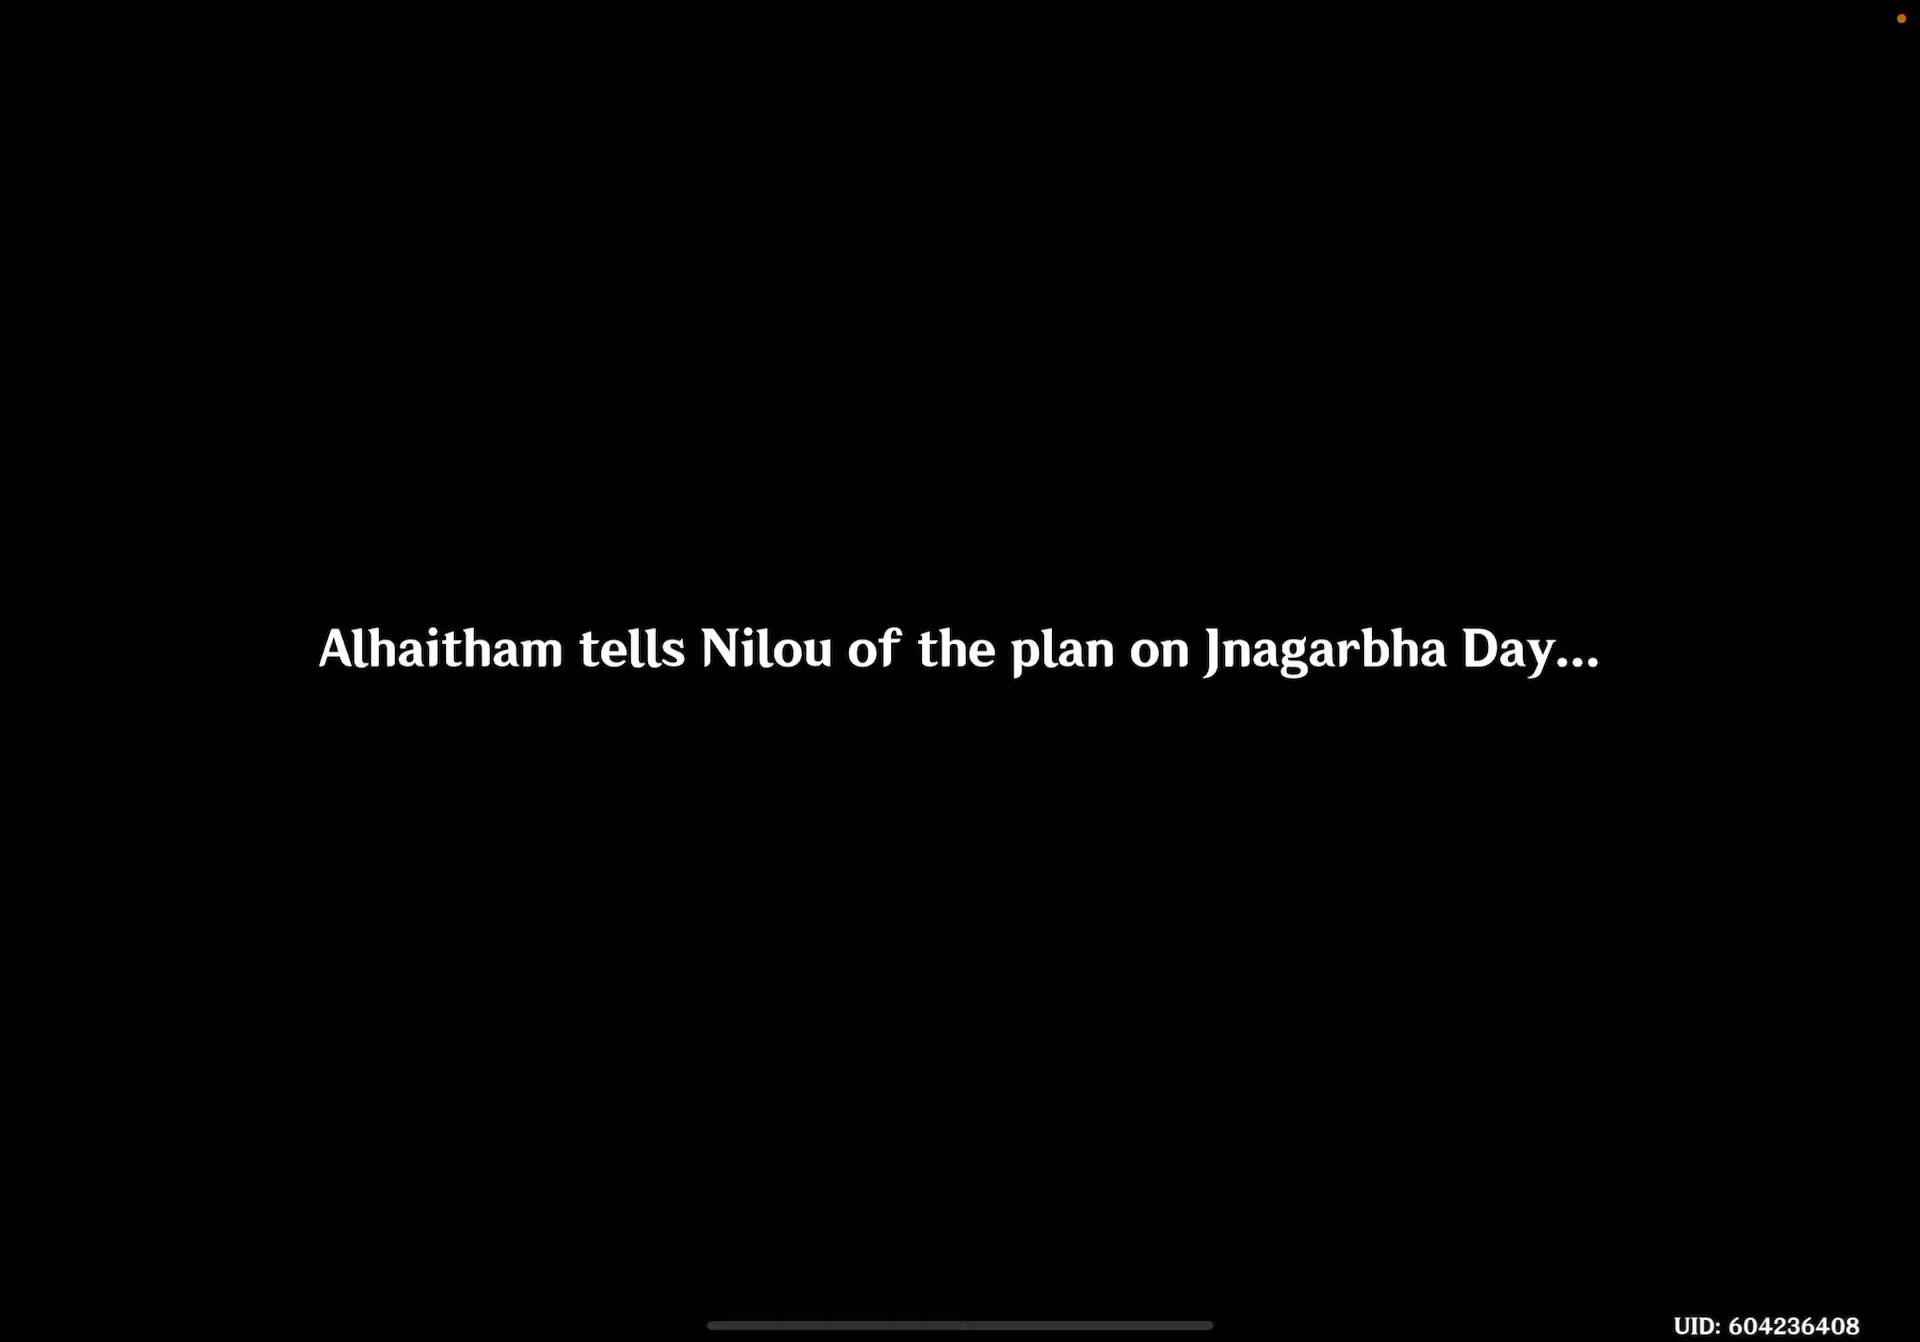 Alhaitham tells Nilou of the plan on Jnagarbha Day...
UID: 604236408